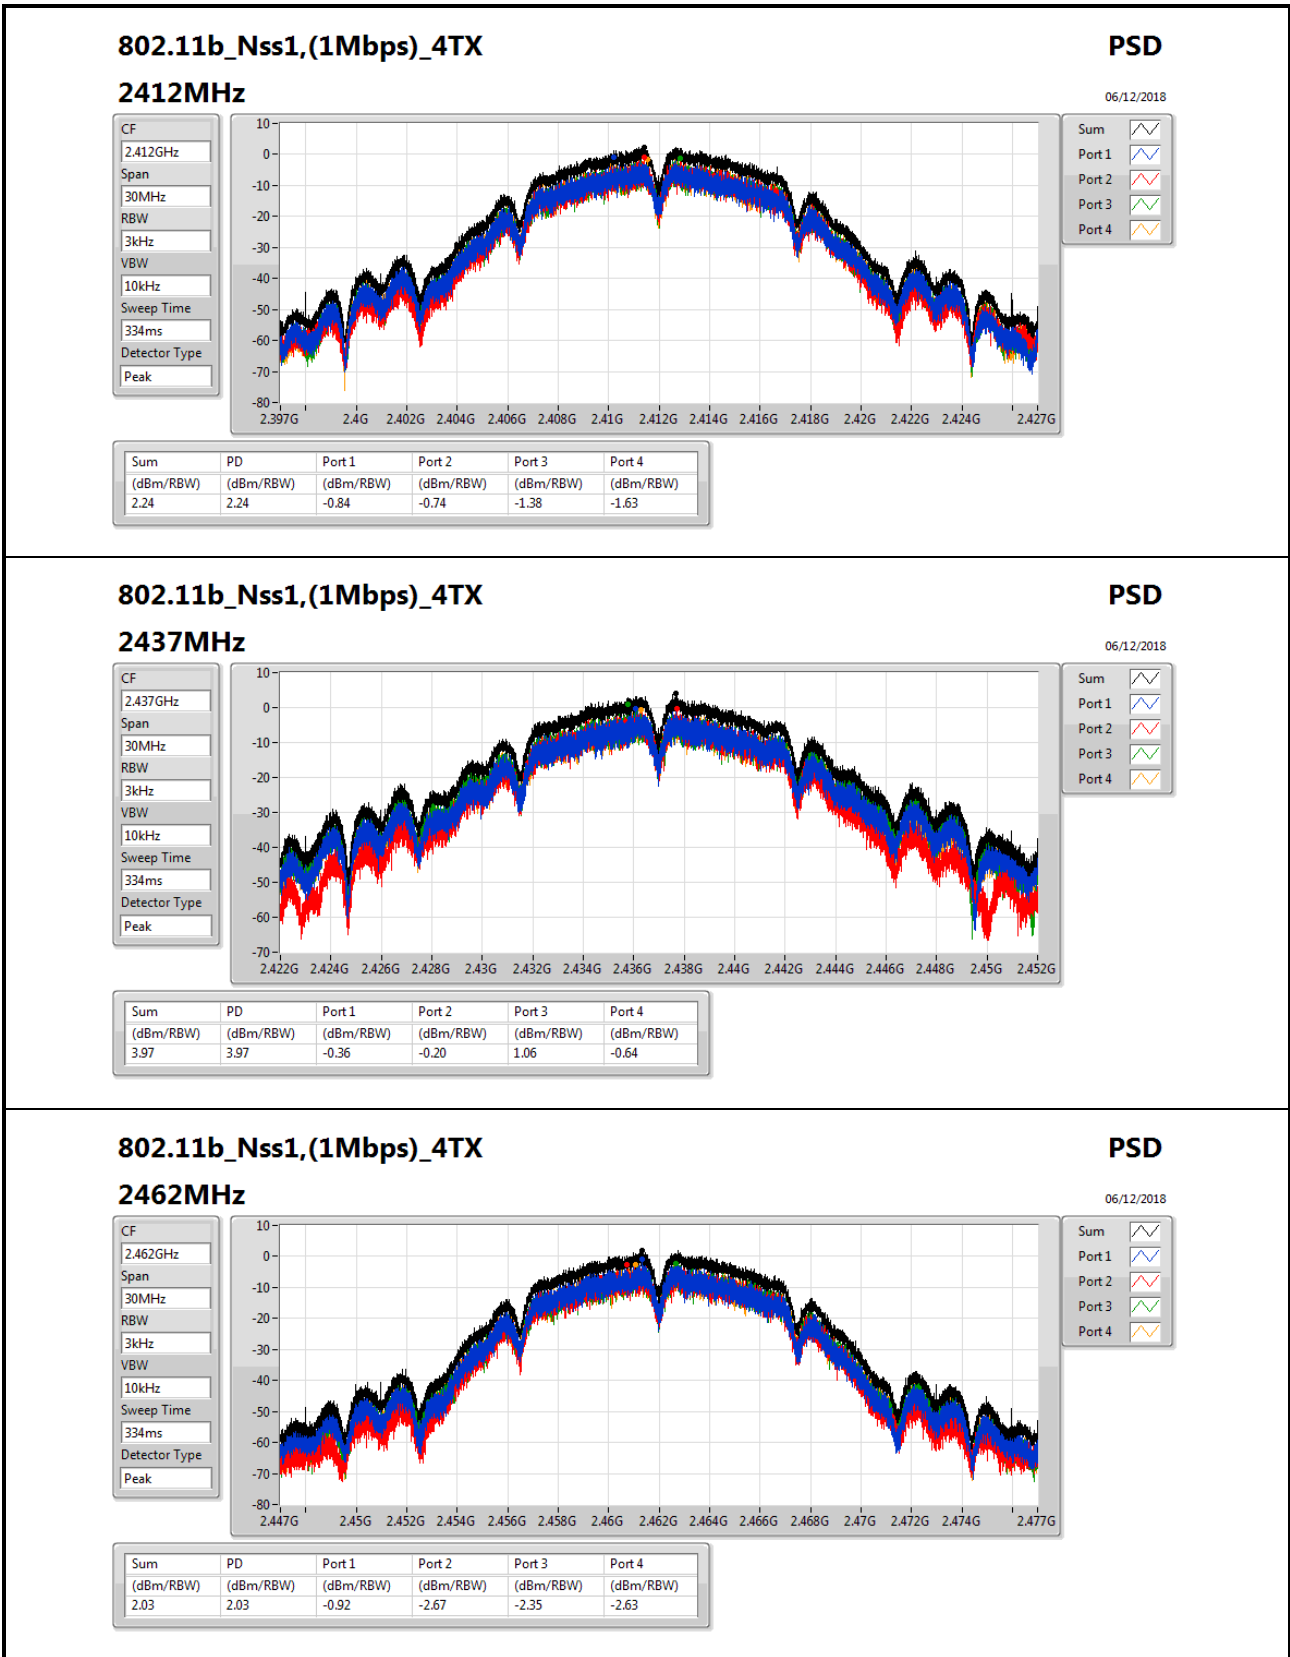 802.11b_Nss1,(1Mbps)_4TX PSD
2412MHz 06/12/2018
CF
2.412GHz
Span
30MHz
RBW
3kHz
VBW
10kHz
Sweep Time
334ms
Detector Type
Peak
10
0
-10
-20
-30
-40
-50
-60
-70
-80
2.397G 2.4G 2.402G 2.404G 2.406G 2.408G 2.41G 2.412G 2.414G 2.416G 2.418G 2.42G 2.422G 2.424G 2.427G
Sum
Port 1
Port 2
Port 3
Port 4
Sum PD Port 1 Port 2 Port 3 Port 4
(dBm/RBW) (dBm/RBW) (dBm/RBW) (dBm/RBW) (dBm/RBW) (dBm/RBW)
2.24 2.24 -0.84 -0.74 -1.38 -1.63
802.11b_Nss1,(1Mbps)_4TX PSD
2437MHz 06/12/2018
CF
2.437GHz
Span
30MHz
RBW
3kHz
VBW
10kHz
Sweep Time
334ms
Detector Type
Peak
10
0
-10
-20
-30
-40
-50
-60
-70
2.422G 2.424G 2.426G 2.428G 2.43G 2.432G 2.434G 2.436G 2.438G 2.44G 2.442G 2.444G 2.446G 2.448G 2.45G 2.452G
Sum
Port 1
Port 2
Port 3
Port 4
Sum PD Port 1 Port 2 Port 3 Port 4
(dBm/RBW) (dBm/RBW) (dBm/RBW) (dBm/RBW) (dBm/RBW) (dBm/RBW)
3.97 3.97 -0.36 -0.20 1.06 -0.64
802.11b_Nss1,(1Mbps)_4TX PSD
2462MHz 06/12/2018
CF
2.462GHz
Span
30MHz
RBW
3kHz
VBW
10kHz
Sweep Time
334ms
Detector Type
Peak
10
0
-10
-20
-30
-40
-50
-60
-70
-80
2.447G 2.45G 2.452G 2.454G 2.456G 2.458G 2.46G 2.462G 2.464G 2.466G 2.468G 2.47G 2.472G 2.474G 2.477G
Sum
Port 1
Port 2
Port 3
Port 4
Sum PD Port 1 Port 2 Port 3 Port 4
(dBm/RBW) (dBm/RBW) (dBm/RBW) (dBm/RBW) (dBm/RBW) (dBm/RBW)
2.03 2.03 -0.92 -2.67 -2.35 -2.63